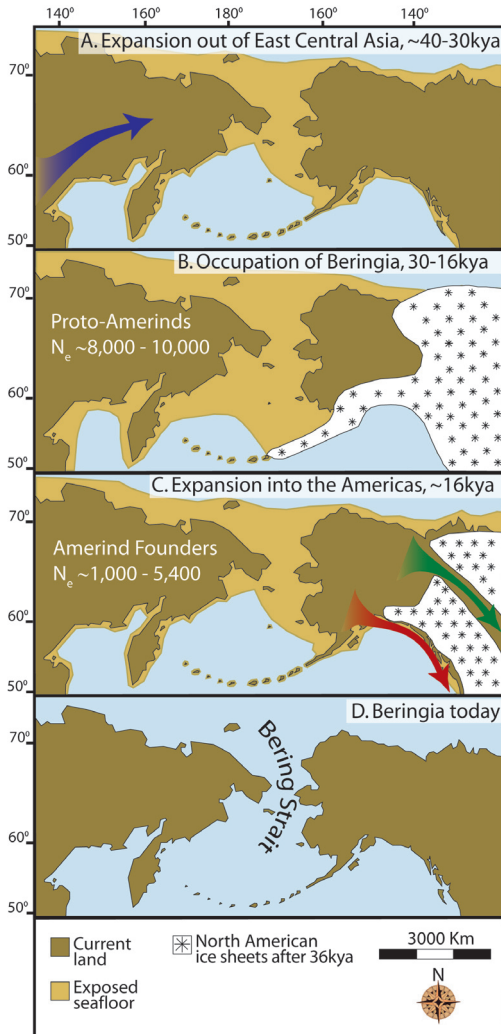 140° 160° 180° 160° 140°
A. Expansion out of East Central Asia, ~40-30kya
70°
60°
50°
B. Occupation of Beringia, 30-16kya
70°
Proto-Amerinds
Nₑ ~8,000 - 10,000
60°
50°
C. Expansion into the Americas, ~16kya
70°
Amerind Founders
Nₑ ~1,000 - 5,400
60°
50°
D. Beringia today
70°
Bering Strait
60°
50°
Current
land
Exposed
seafloor
North American
ice sheets after 36kya
3000 Km
N